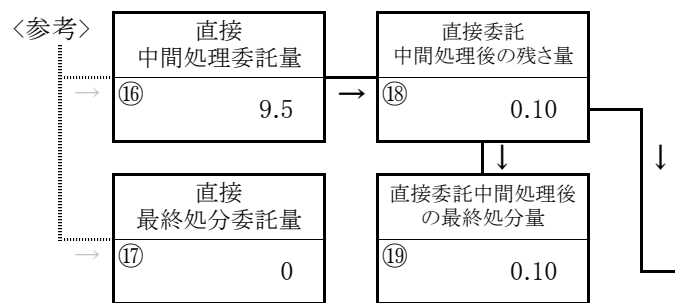 〈参考〉
直接
中間処理委託量
→
⑯
9.5
→
直接委託
中間処理後の残さ量
⑱
0.10
↓
↓
直接
最終処分委託量
→
⑰
0
直接委託中間処理後
の最終処分量
⑲
0.10